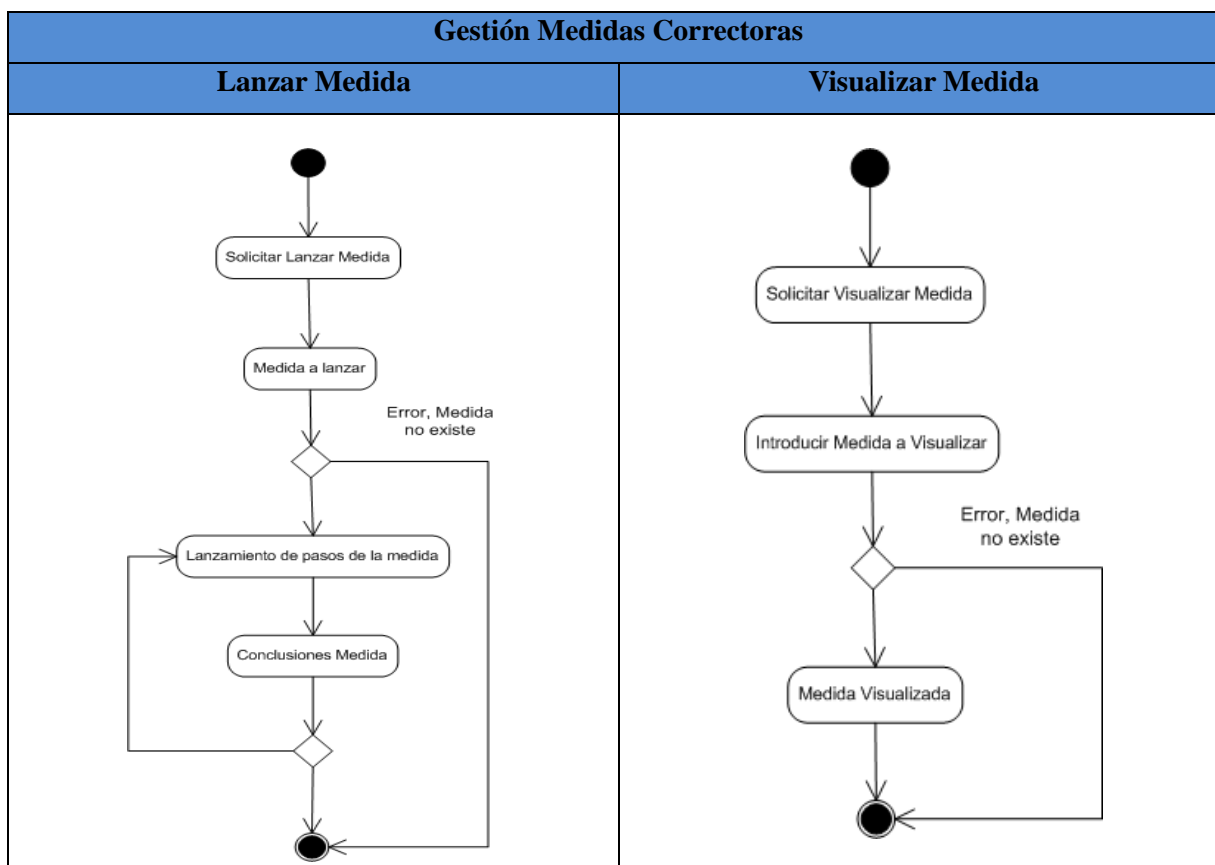 Gestión Medidas Correctoras
Lanzar Medida
Visualizar Medida
Solicitar Lanzar Medida
Medida a lanzar
Error, Medida
no existe
Lanzamiento de pasos de la medida
Conclusiones Medida
Solicitar Visualizar Medida
Introducir Medida a Visualizar
Error, Medida
no existe
Medida Visualizada